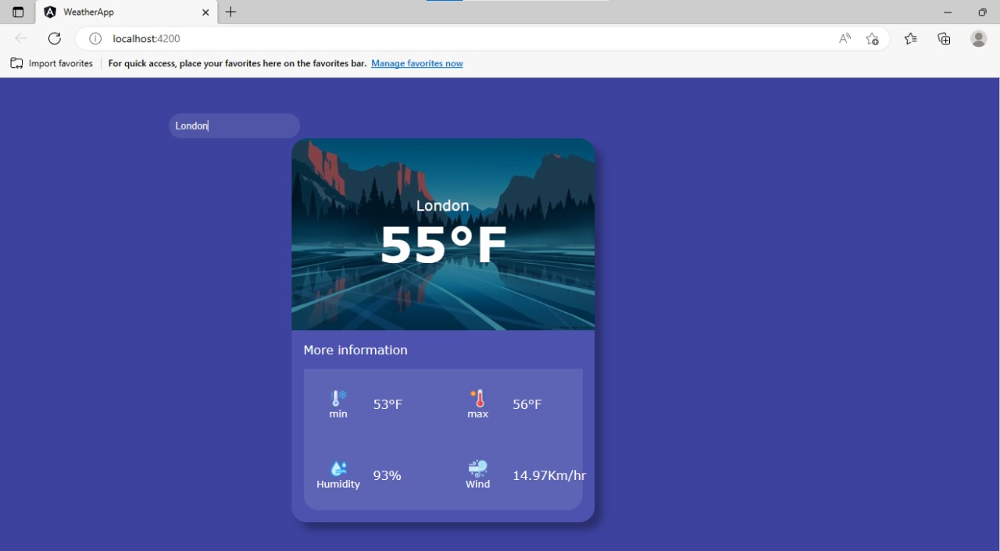 WeatherApp
localhost:4200
Import favorites For quick access, place your favorites here on the favorites bar. Manage favorites now
London
London
55°F
More information
53°F 56°F
min max
93% 14.97Km/hr
Humidity Wind